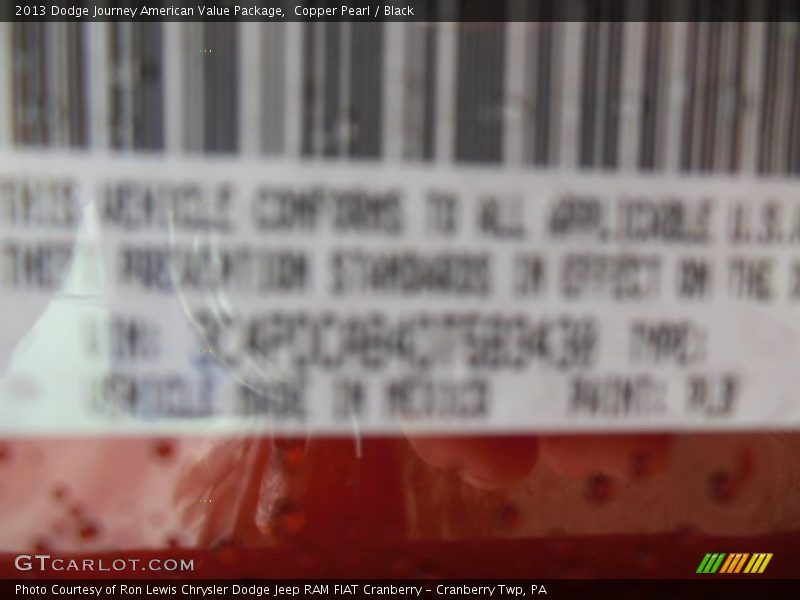 2013 Dodge Journey American Value Package,  Copper Pearl / Black
THIS VEHICLE CONFORMS TO ALL APPLICABLE U.S.A
THEFT PREVENTION STANDARDS IN EFFECT ON THE
VIN: TYPE:
VEHICLE MADE IN MEXICO PAINT:
GTCARLOT.COM
Photo Courtesy of Ron Lewis Chrysler Dodge Jeep RAM FIAT Cranberry - Cranberry Twp, PA